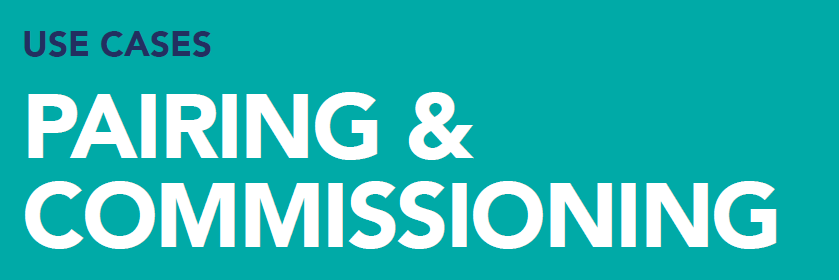 USE CASES
PAIRING &
COMMISSIONING